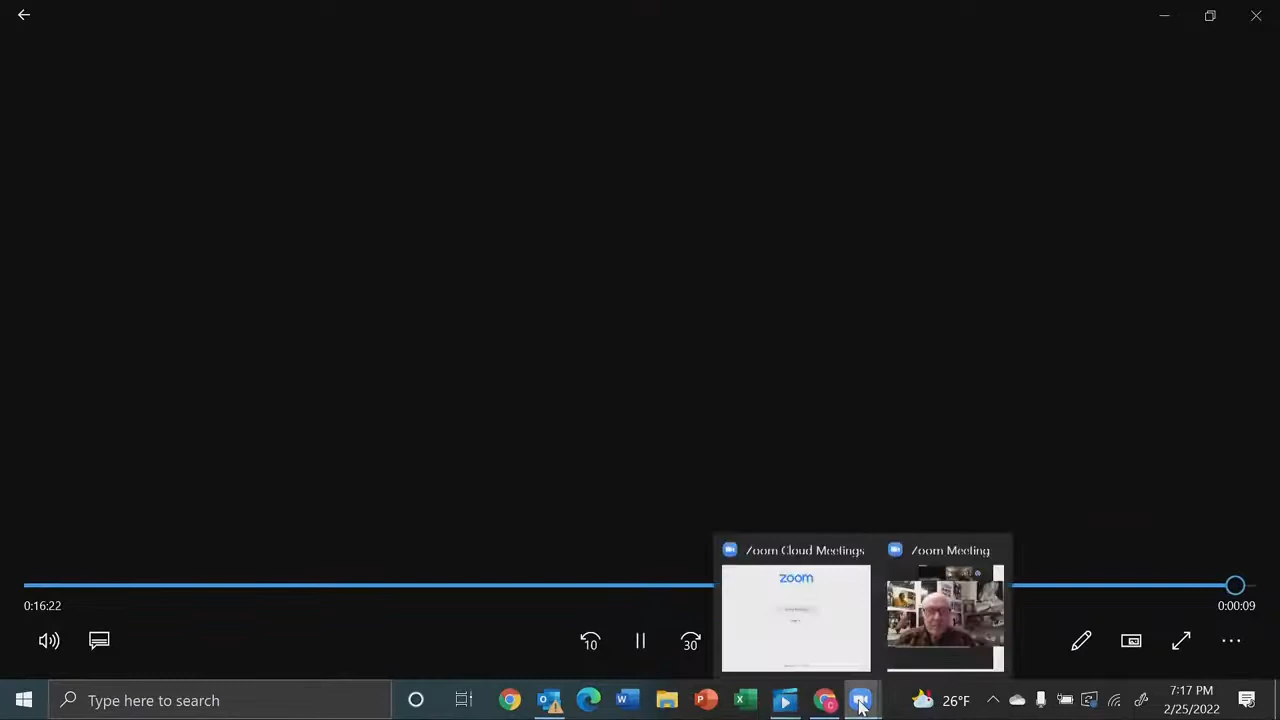 Zoom Cloud Meetings
Zoom Meeting
zoom
0:16:22
0:00:09
10
30
Type here to search
26°F
7:17 PM
2/25/2022